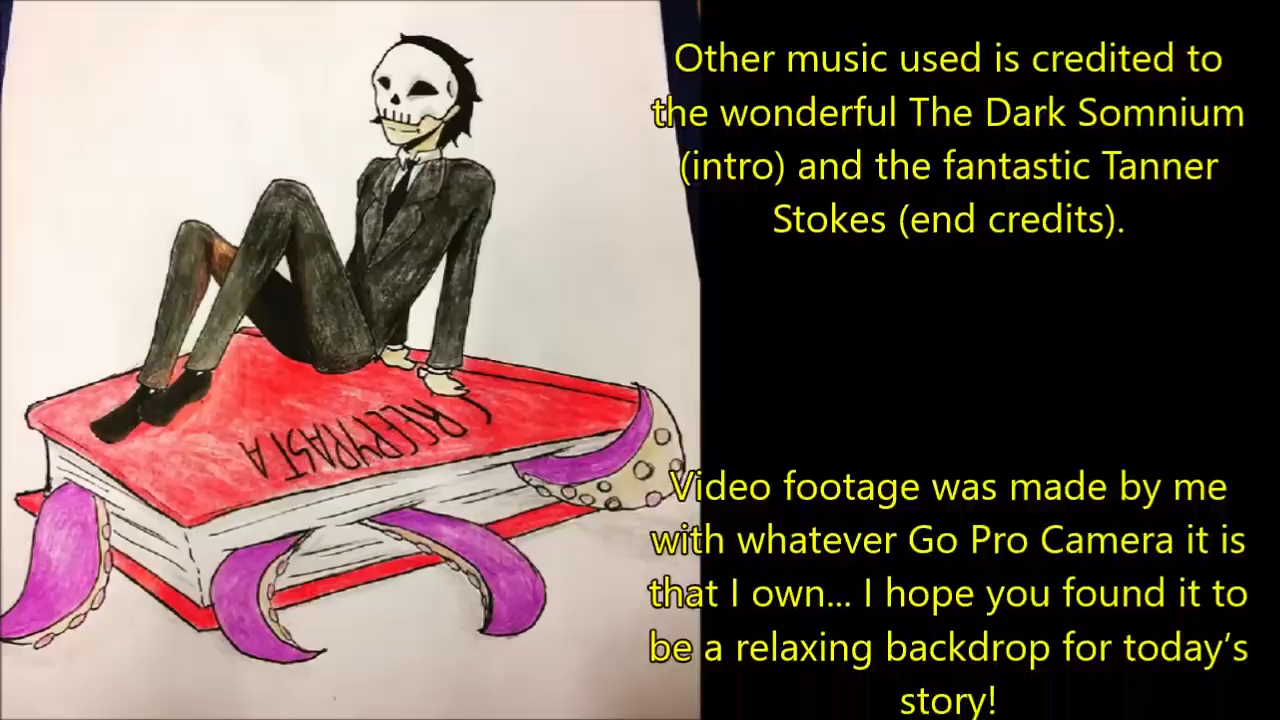 Other music used is credited to
the wonderful The Dark Somnium
(intro) and the fantastic Tanner
Stokes (end credits).
CREEPYPASTA
Video footage was made by me
with whatever Go Pro Camera it is
that I own... I hope you found it to
be a relaxing backdrop for today's
story!